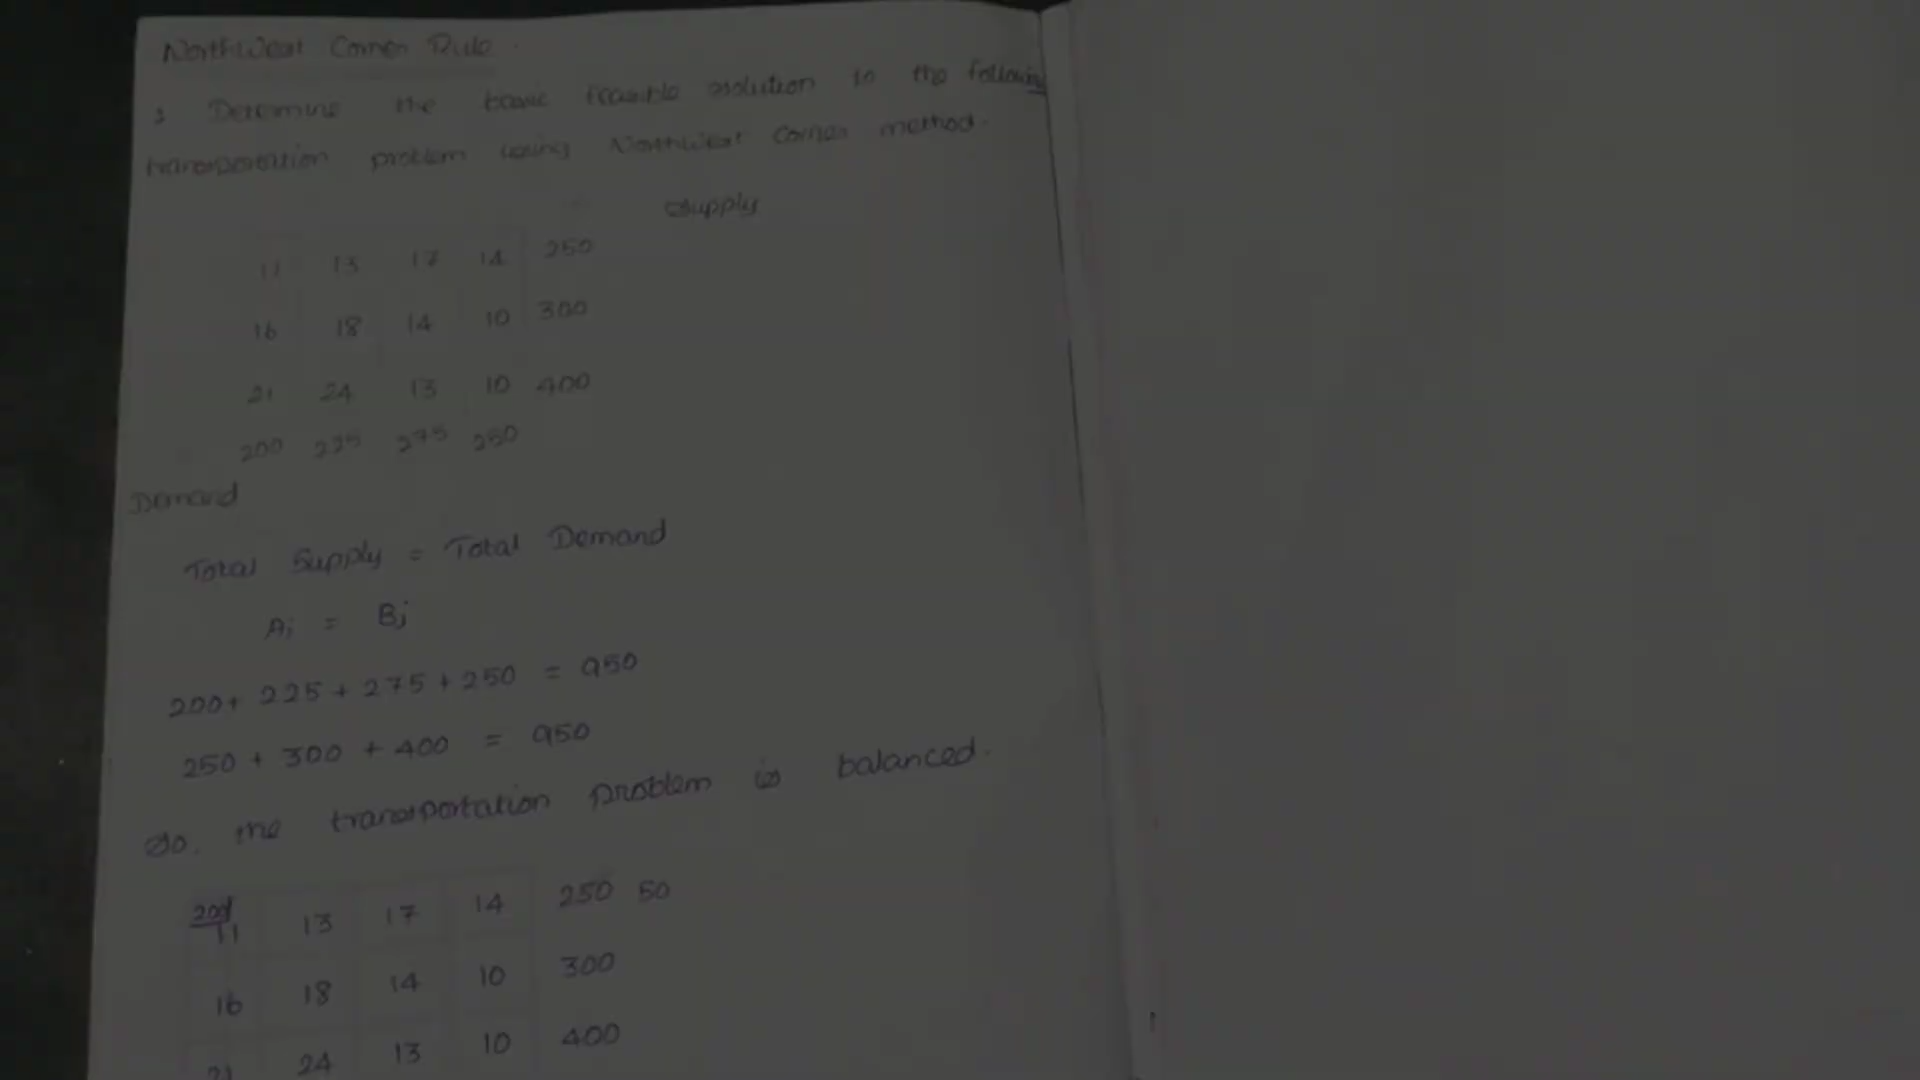 NorthWest Corner Rule.
1 Determine the basic feasible solution to the following
transportation problem using NorthWest Corner method.
Supply
11 13 17 14 250
16 18 14 10 300
21 24 13 10 400
200 225 275 250
Demand
Total Supply = Total Demand
Ai = Bj
200 + 225 + 275 + 250 = 950
250 + 300 + 400 = 950
So. the transportation problem is balanced.
200
11 13 17 14 250 50
16 18 14 10 300
21 24 13 10 400